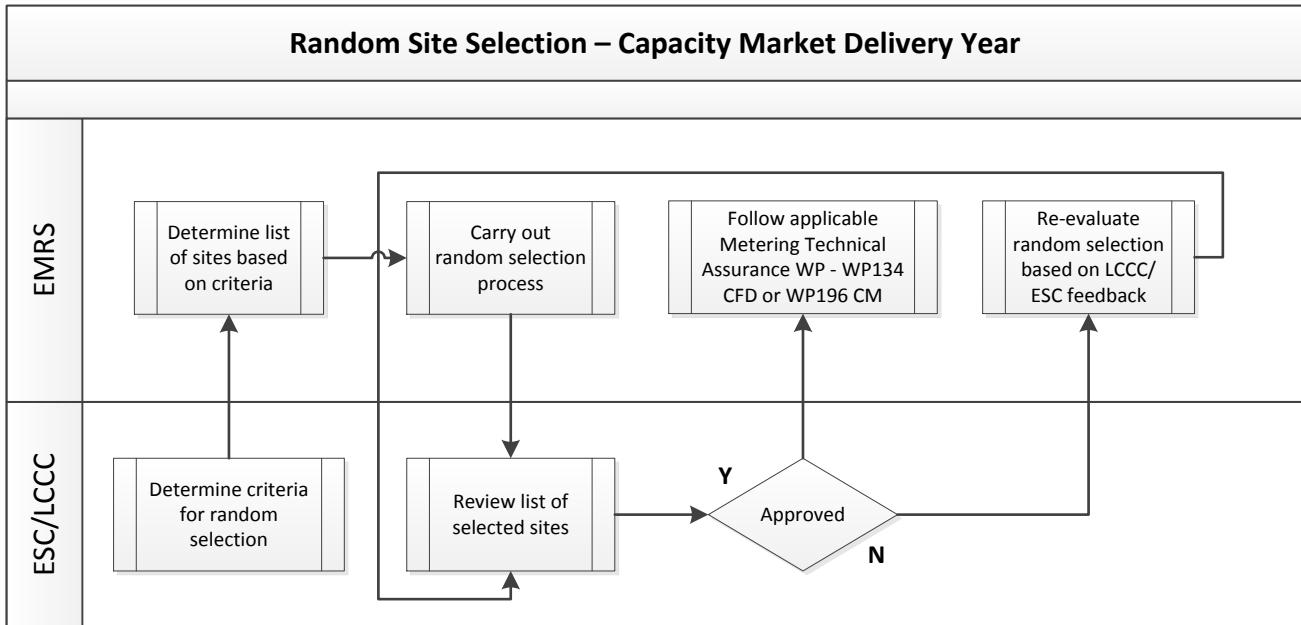 Random Site Selection – Capacity Market Delivery Year
EMRS
Determine list
of sites based
on criteria
Carry out
random selection
process
Follow applicable
Metering Technical
Assurance WP - WP134
CFD or WP196 CM
Re-evaluate
random selection
based on LCCC/
ESC feedback
ESC/LCCC
Determine criteria
for random
selection
Review list of
selected sites
Y
Approved
N